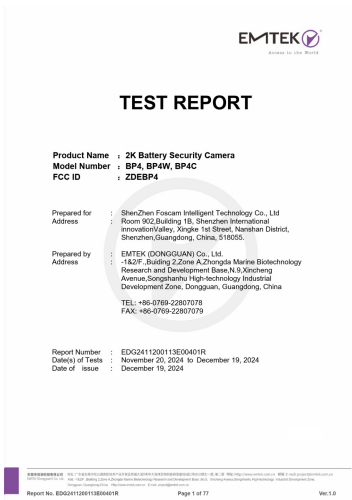 EMTEK
Access to the World
TEST REPORT
Product Name : 2K Battery Security Camera
Model Number : BP4, BP4W, BP4C
FCC ID : ZDEBP4
Prepared for : ShenZhen Foscam Intelligent Technology Co., Ltd
Address : Room 902,Building 1B, Shenzhen International
innovationValley, Xingke 1st Street, Nanshan District,
Shenzhen,Guangdong, China, 518055.
Prepared by : EMTEK (DONGGUAN) Co., Ltd.
Address : -1&2/F.,Buiding 2,Zone A,Zhongda Marine Biotechnology
Research and Development Base,N.9,Xincheng
Avenue,Songshanhu High-technology Industrial
Development Zone, Dongguan, Guangdong, China
TEL: +86-0769-22807078
FAX: +86-0769-22807079
Report Number : EDG2411200113E00401R
Date(s) of Tests : November 20, 2024 to December 19, 2024
Date of issue : December 19, 2024
Report No. EDG2411200113E00401R Page 1 of 77 Ver.1.0